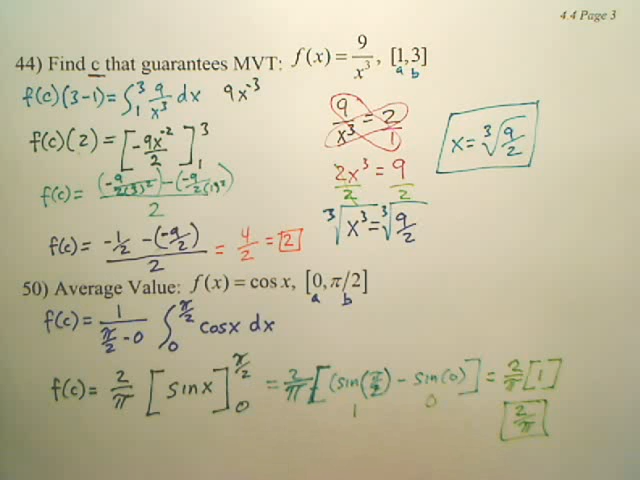 4.4 Page 3
44) Find c that guarantees MVT: f(x) = 9/x³, [1,3]
a b
f(c)(3-1) = ∫₁³ 9/x³ dx 9x⁻³
f(c)(2) = [-9x⁻²/2]₁³
f(c) = ((-9/2(3)²) - (-9/2(1)²))/2
f(c) = (-1/2 - (-9/2))/2 = 4/2 = 2
9/x³ = 2/1
2x³/2 = 9/2
³√x³ = ³√(9/2)
x = ³√(9/2)
50) Average Value: f(x) = cos x, [0, π/2]
a b
f(c) = 1/(π/2 - 0) ∫₀^(π/2) cosx dx
f(c) = 2/π [sinx]₀^(π/2) = 2/π [(sin(π/2) - sin(0)] = 2/π [1]
1 0
2/π